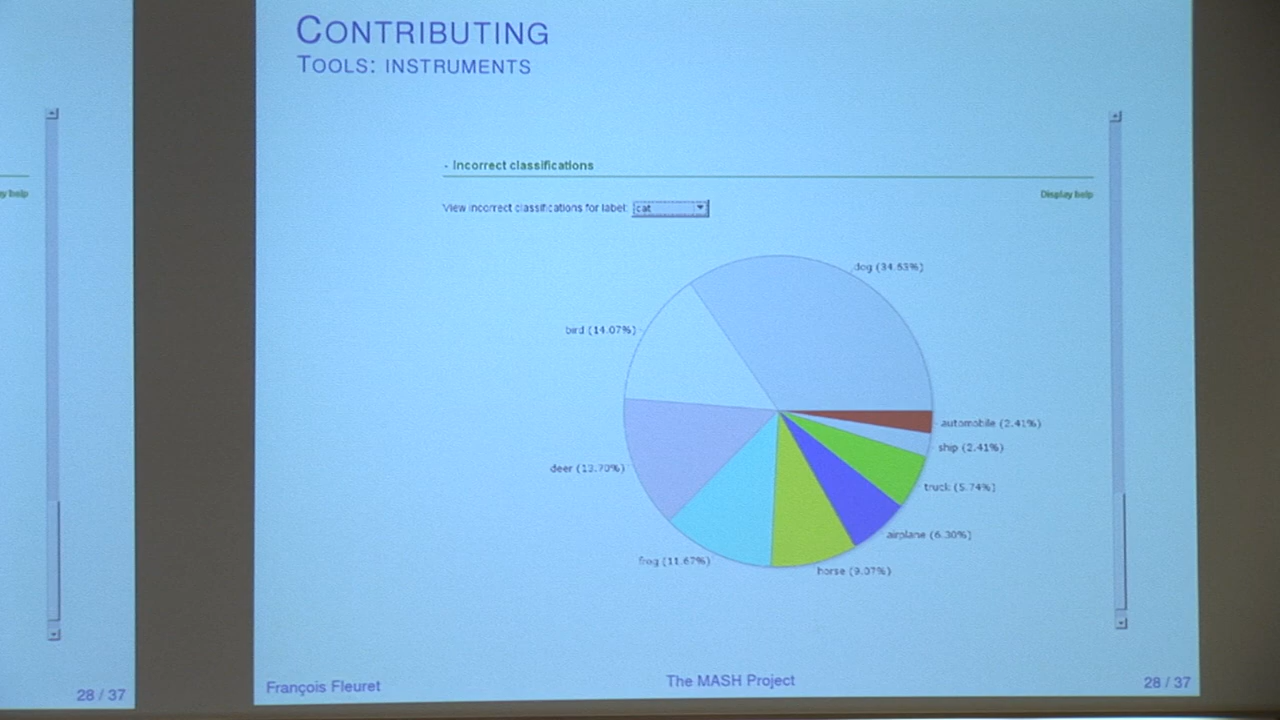 CONTRIBUTING
TOOLS: INSTRUMENTS
- Incorrect classifications
Display help
View incorrect classifications for label: cat
dog (34.63%)
bird (14.07%)
automobile (2.41%)
ship (2.41%)
deer (13.70%)
truck (5.74%)
airplane (6.30%)
frog (11.67%)
horse (9.07%)
François Fleuret
The MASH Project
28 / 37
y help
28 / 37